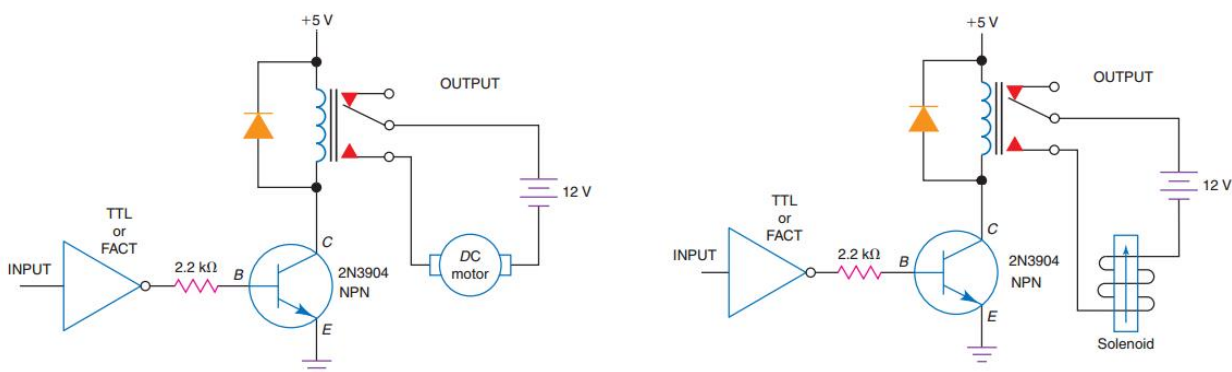 +5 V
OUTPUT
12 V
TTL
or
FACT
C
DC
motor
INPUT
2.2 kΩ
B
2N3904
NPN
E
+5 V
OUTPUT
12 V
TTL
or
FACT
C
INPUT
2.2 kΩ
B
2N3904
NPN
E
Solenoid